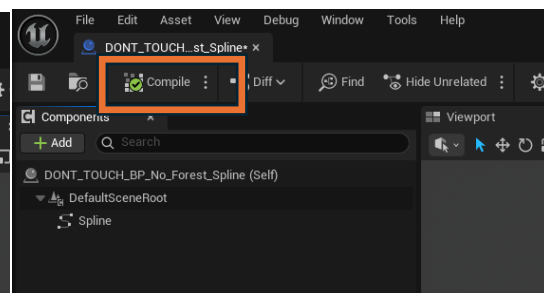 File Edit Asset View Debug Window Tools Help
DONT_TOUCH...st_Spline•
Compile Diff Find Hide Unrelated
Components Viewport
+ Add Search
DONT_TOUCH_BP_No_Forest_Spline (Self)
DefaultSceneRoot
Spline